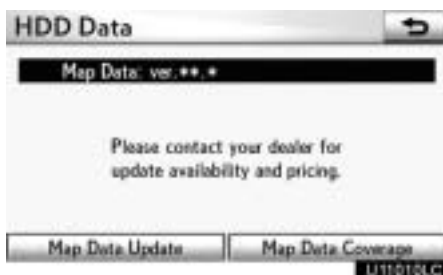 HDD Data
Map Data: ver.**.*
Please contact your dealer for
update availability and pricing.
Map Data Update
Map Data Coverage